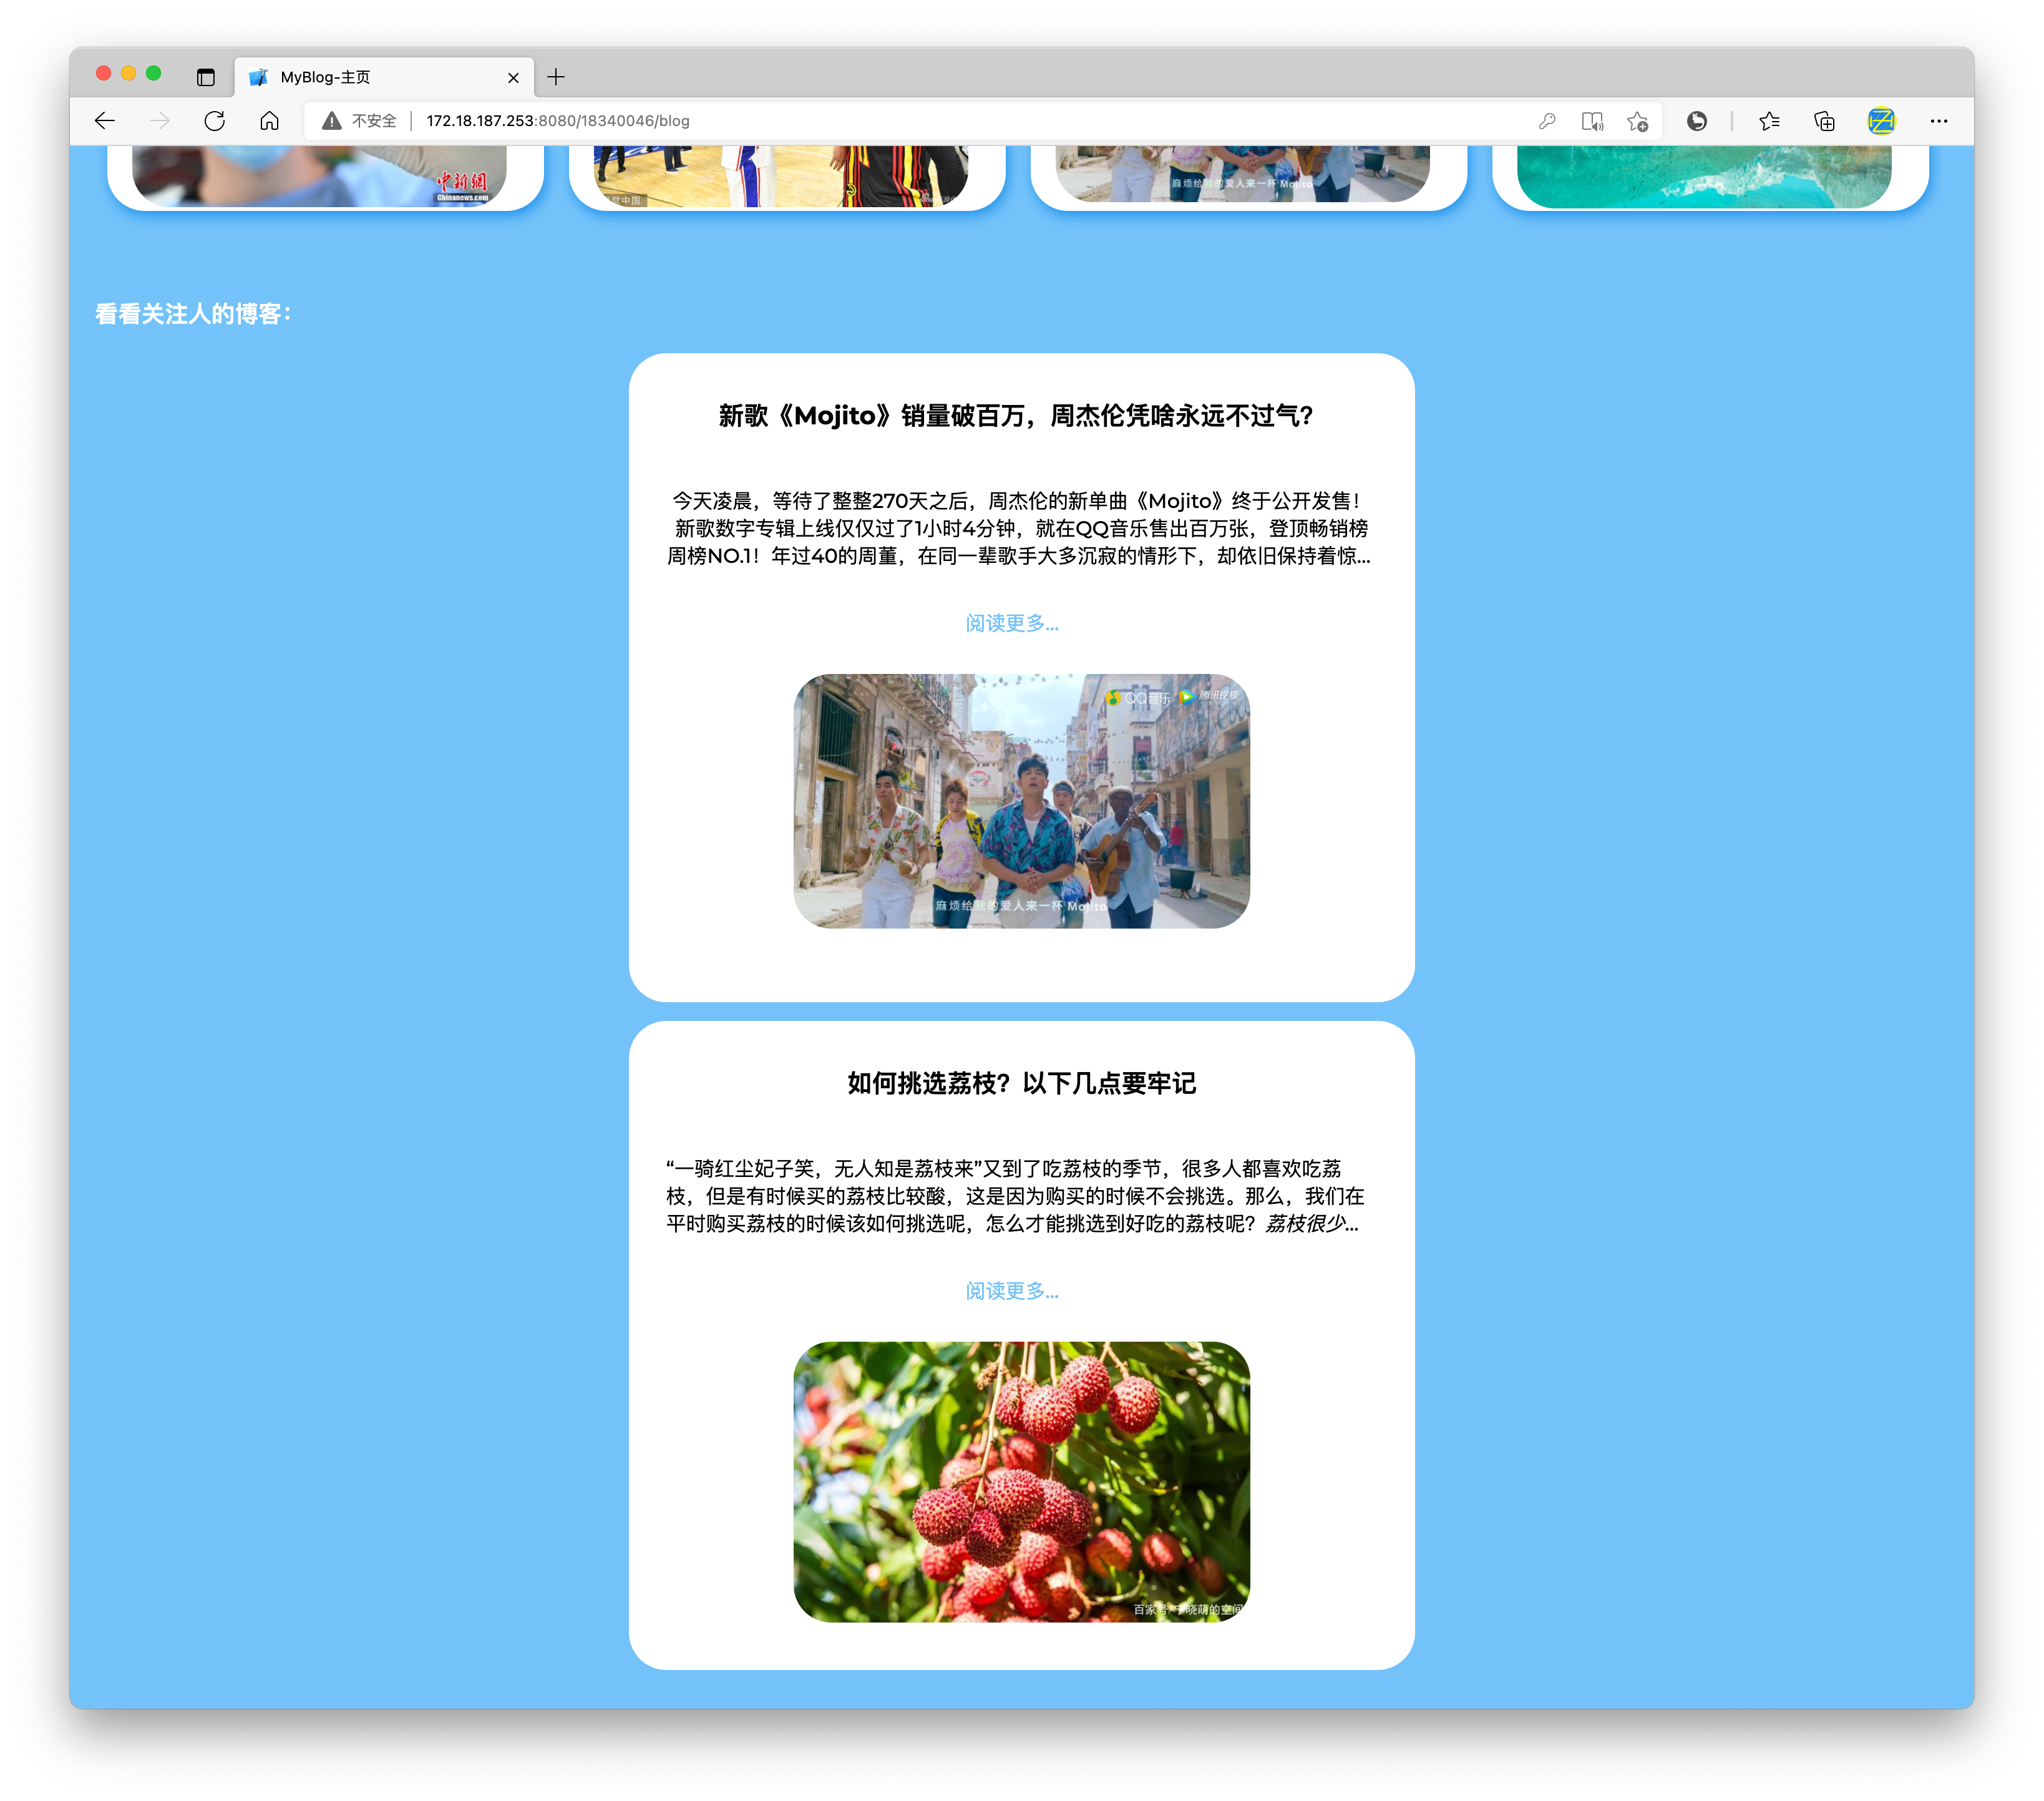 MyBlog-主页
不安全
172.18.187.253:8080/18340046/blog
中新網
Chinanews.com
麻烦给我的爱人来一杯 Mojito
看看关注人的博客：
新歌《Mojito》销量破百万，周杰伦凭啥永远不过气？
今天凌晨，等待了整整270天之后，周杰伦的新单曲《Mojito》终于公开发售！
新歌数字专辑上线仅仅过了1小时4分钟，就在QQ音乐售出百万张，登顶畅销榜
周榜NO.1！年过40的周董，在同一辈歌手大多沉寂的情形下，却依旧保持着惊...
阅读更多...
QQ音乐 腾讯视频
麻烦给我的爱人来一杯 Mojito
如何挑选荔枝？以下几点要牢记
“一骑红尘妃子笑，无人知是荔枝来”又到了吃荔枝的季节，很多人都喜欢吃荔
枝，但是有时候买的荔枝比较酸，这是因为购买的时候不会挑选。那么，我们在
平时购买荔枝的时候该如何挑选呢，怎么才能挑选到好吃的荔枝呢？荔枝很少...
阅读更多...